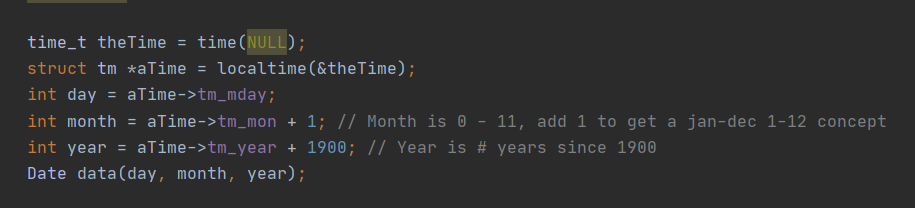 time_t theTime = time(NULL);
struct tm *aTime = localtime(&theTime);
int day = aTime->tm_mday;
int month = aTime->tm_mon + 1; // Month is 0 - 11, add 1 to get a jan-dec 1-12 concept
int year = aTime->tm_year + 1900; // Year is # years since 1900
Date data(day, month, year);